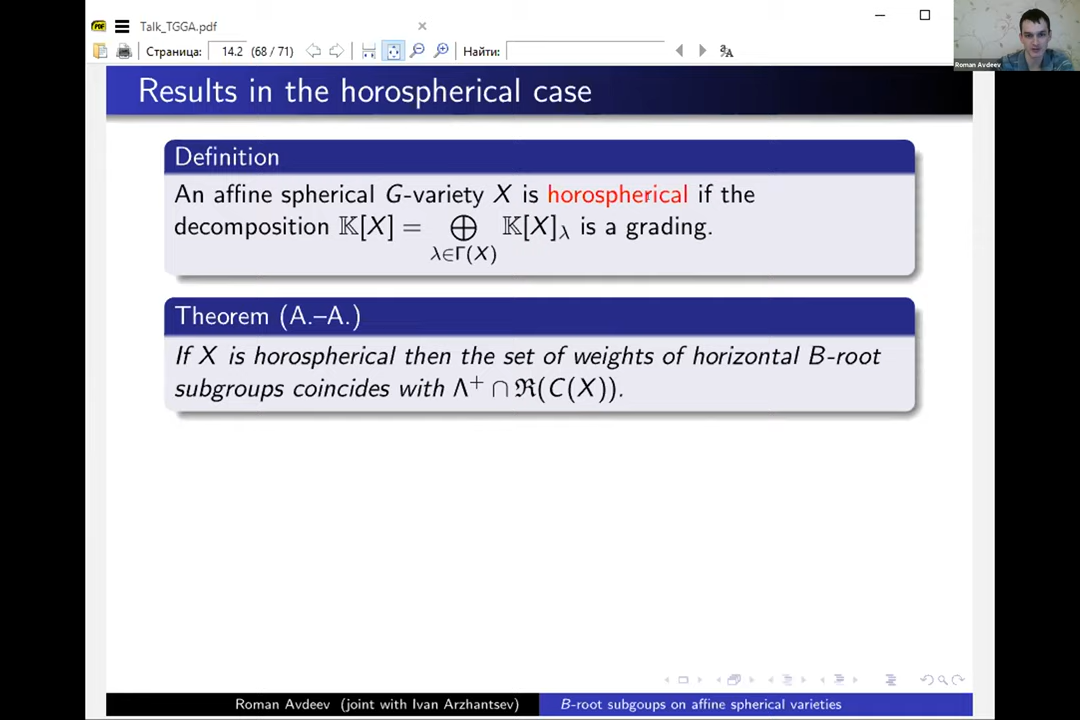 Talk_TGGA.pdf
Страница: 14.2 (68 / 71) Найти:
Roman Avdeev
Results in the horospherical case
Definition
An affine spherical G-variety X is horospherical if the
decomposition 𝕂[X] = ⊕ 𝕂[X]λ is a grading.
λ∈Γ(X)
Theorem (A.–A.)
If X is horospherical then the set of weights of horizontal B-root
subgroups coincides with Λ⁺ ∩ ℜ(C(X)).
Roman Avdeev (joint with Ivan Arzhantsev) B-root subgoups on affine spherical varieties